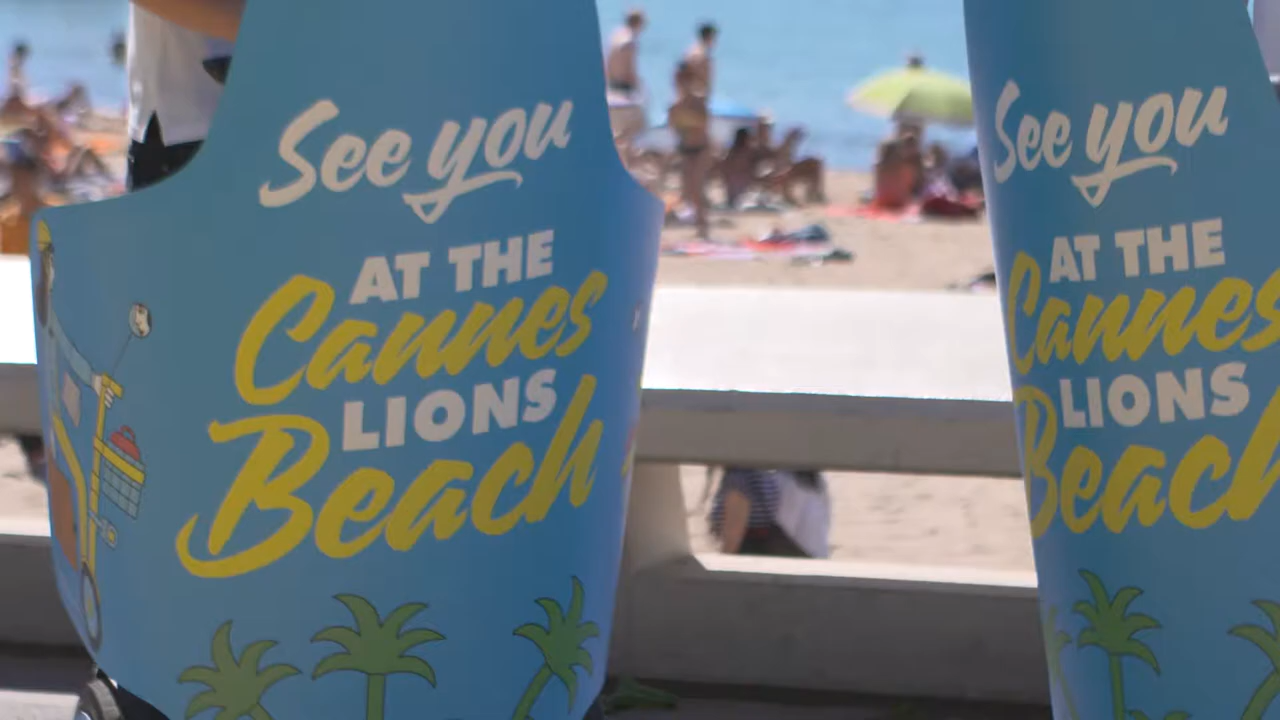 See you
AT THE
Cannes
LIONS
Beach
See you
AT THE
Cannes
LIONS
Beach